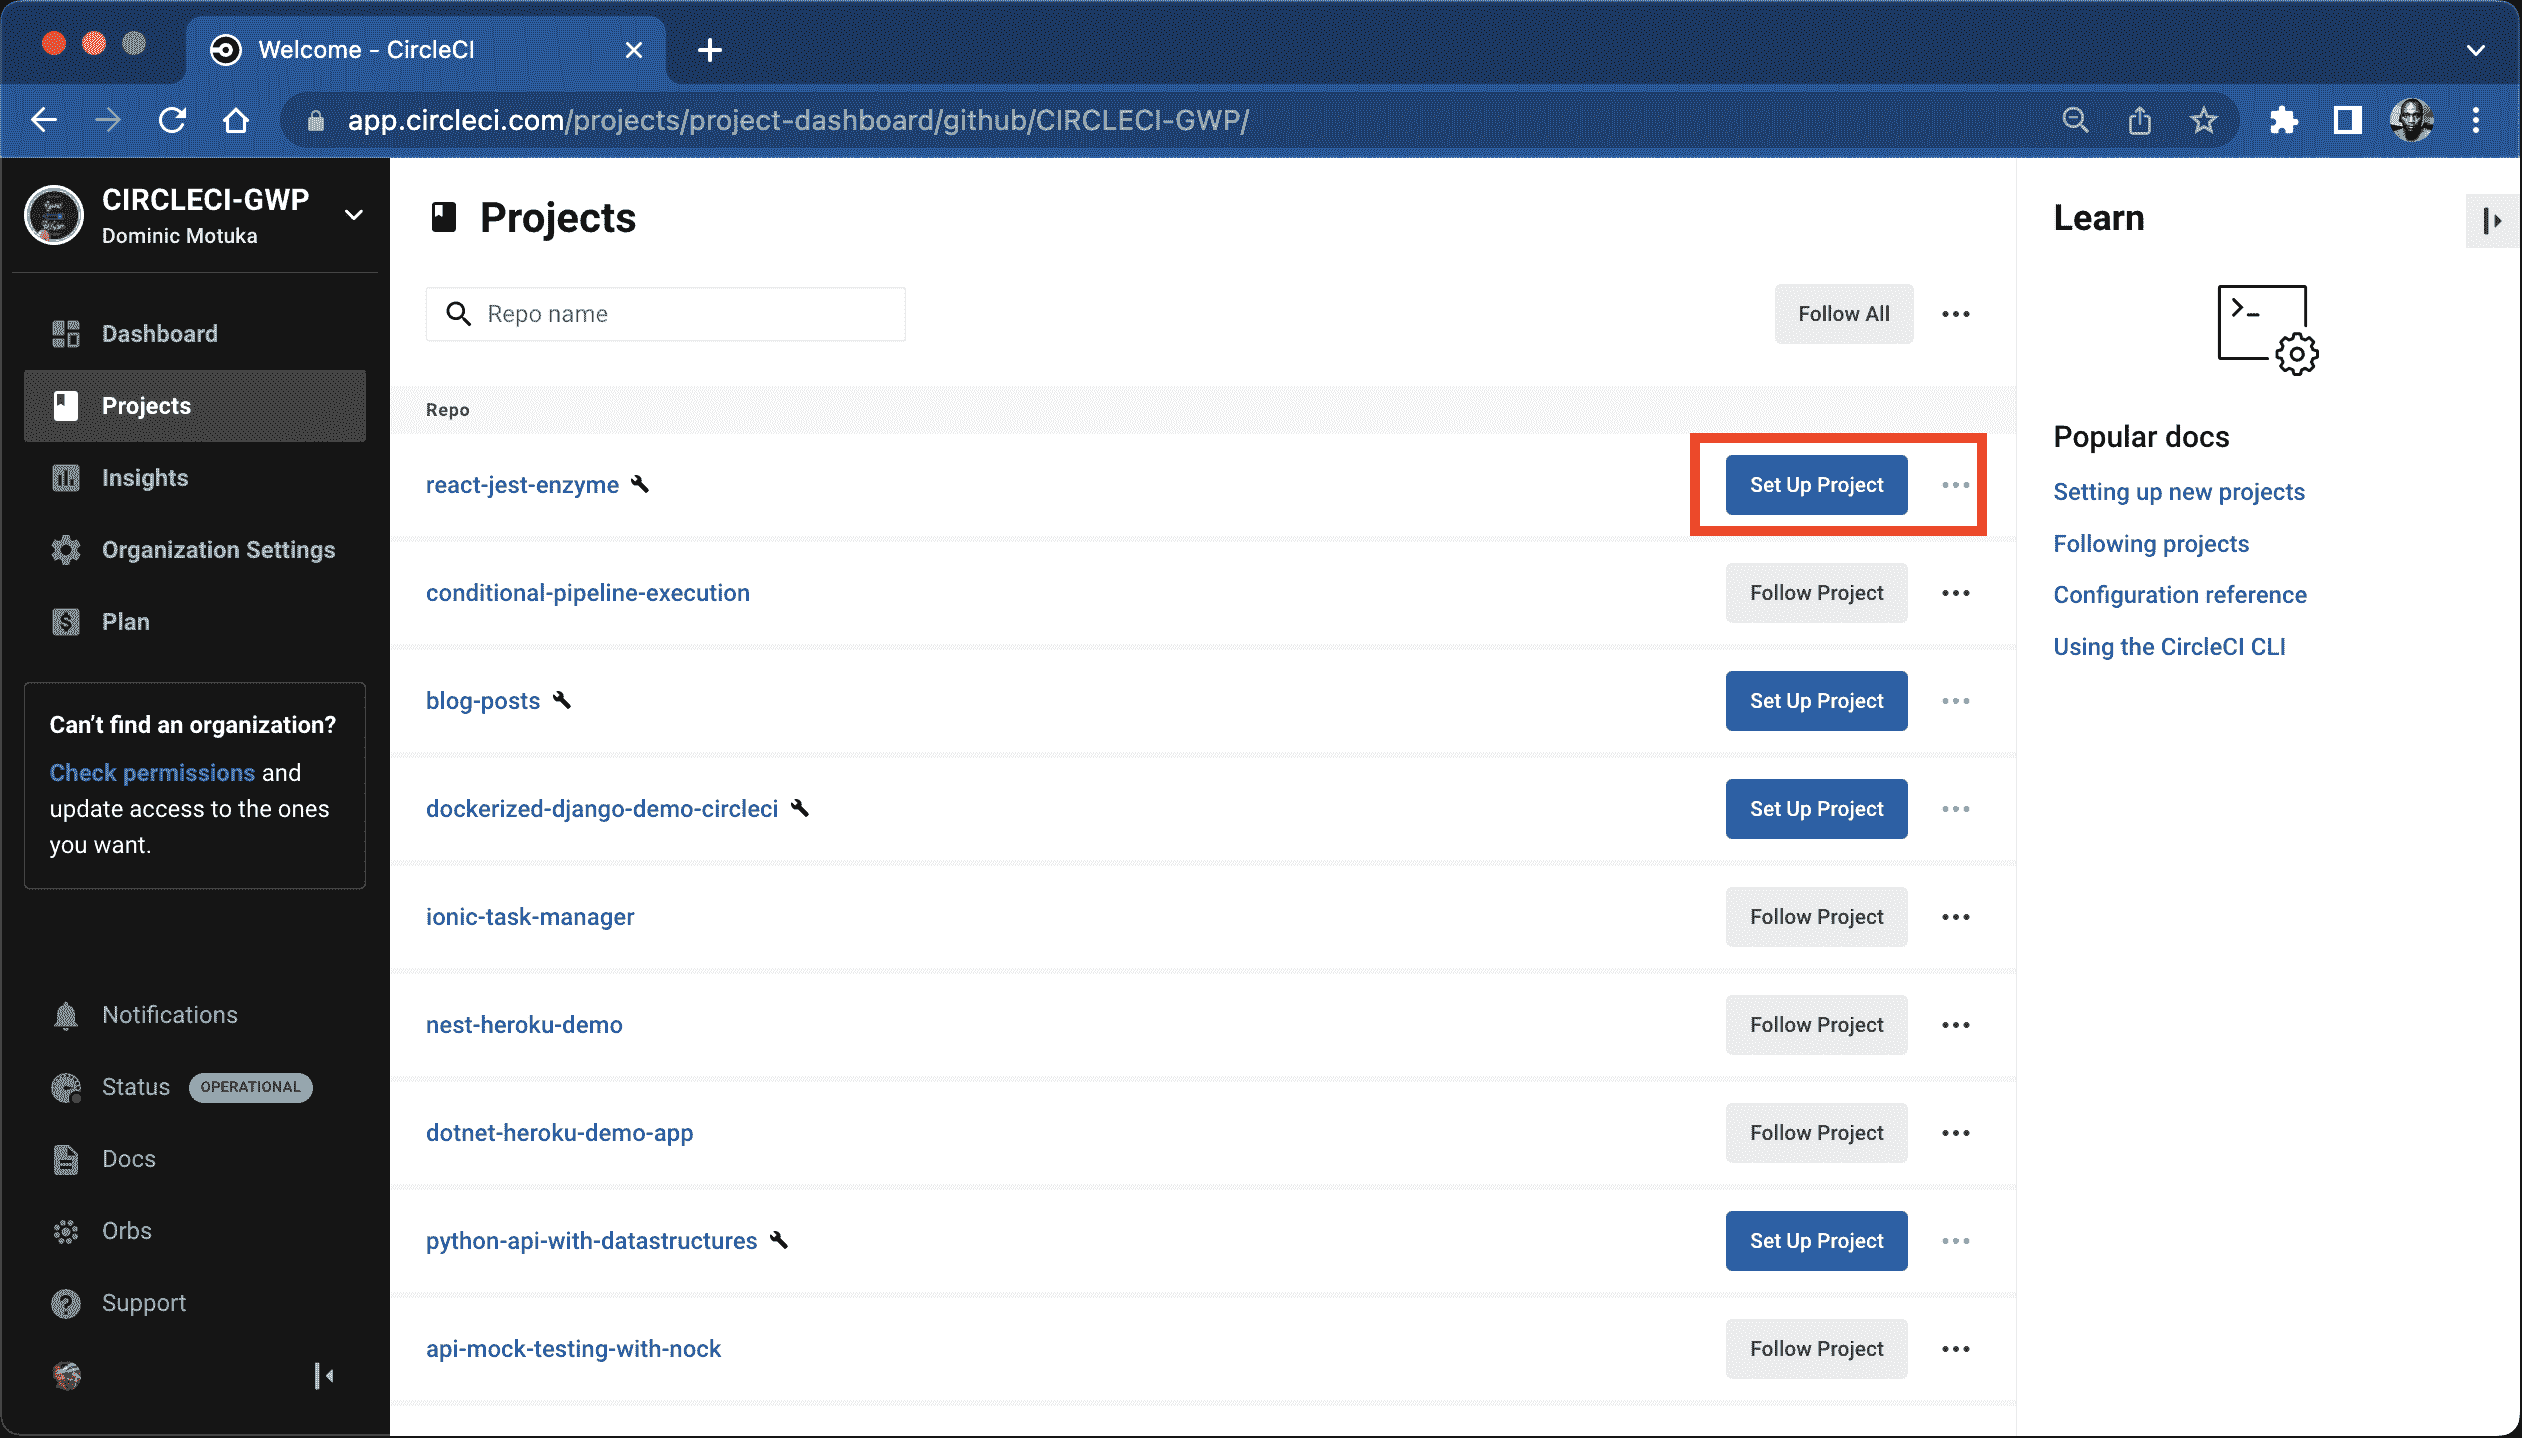 Welcome - CircleCI
app.circleci.com/projects/project-dashboard/github/CIRCLECI-GWP/
CIRCLECI-GWP
Dominic Motuka
Dashboard
Projects
Insights
Organization Settings
Plan
Can’t find an organization?
Check permissions and
update access to the ones
you want.
Notifications
Status OPERATIONAL
Docs
Orbs
Support
Projects
Repo name
Follow All
Repo
react-jest-enzyme Set Up Project
conditional-pipeline-execution Follow Project
blog-posts Set Up Project
dockerized-django-demo-circleci Set Up Project
ionic-task-manager Follow Project
nest-heroku-demo Follow Project
dotnet-heroku-demo-app Follow Project
python-api-with-datastructures Set Up Project
api-mock-testing-with-nock Follow Project
Learn
Popular docs
Setting up new projects
Following projects
Configuration reference
Using the CircleCI CLI